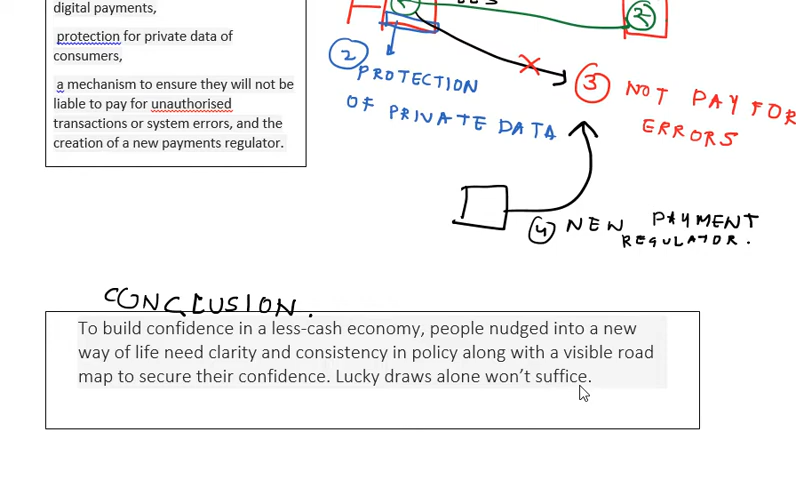 digital payments,
protection for private data of
consumers,
a mechanism to ensure they will not be
liable to pay for unauthorised
transactions or system errors, and the
creation of a new payments regulator.
2
PROTECTION
OF PRIVATE DATA
3 NOT PAY FOR
ERRORS
4 NEW PAYMENT
REGULATOR.
CONCLUSION.
To build confidence in a less-cash economy, people nudged into a new
way of life need clarity and consistency in policy along with a visible road
map to secure their confidence. Lucky draws alone won't suffice.